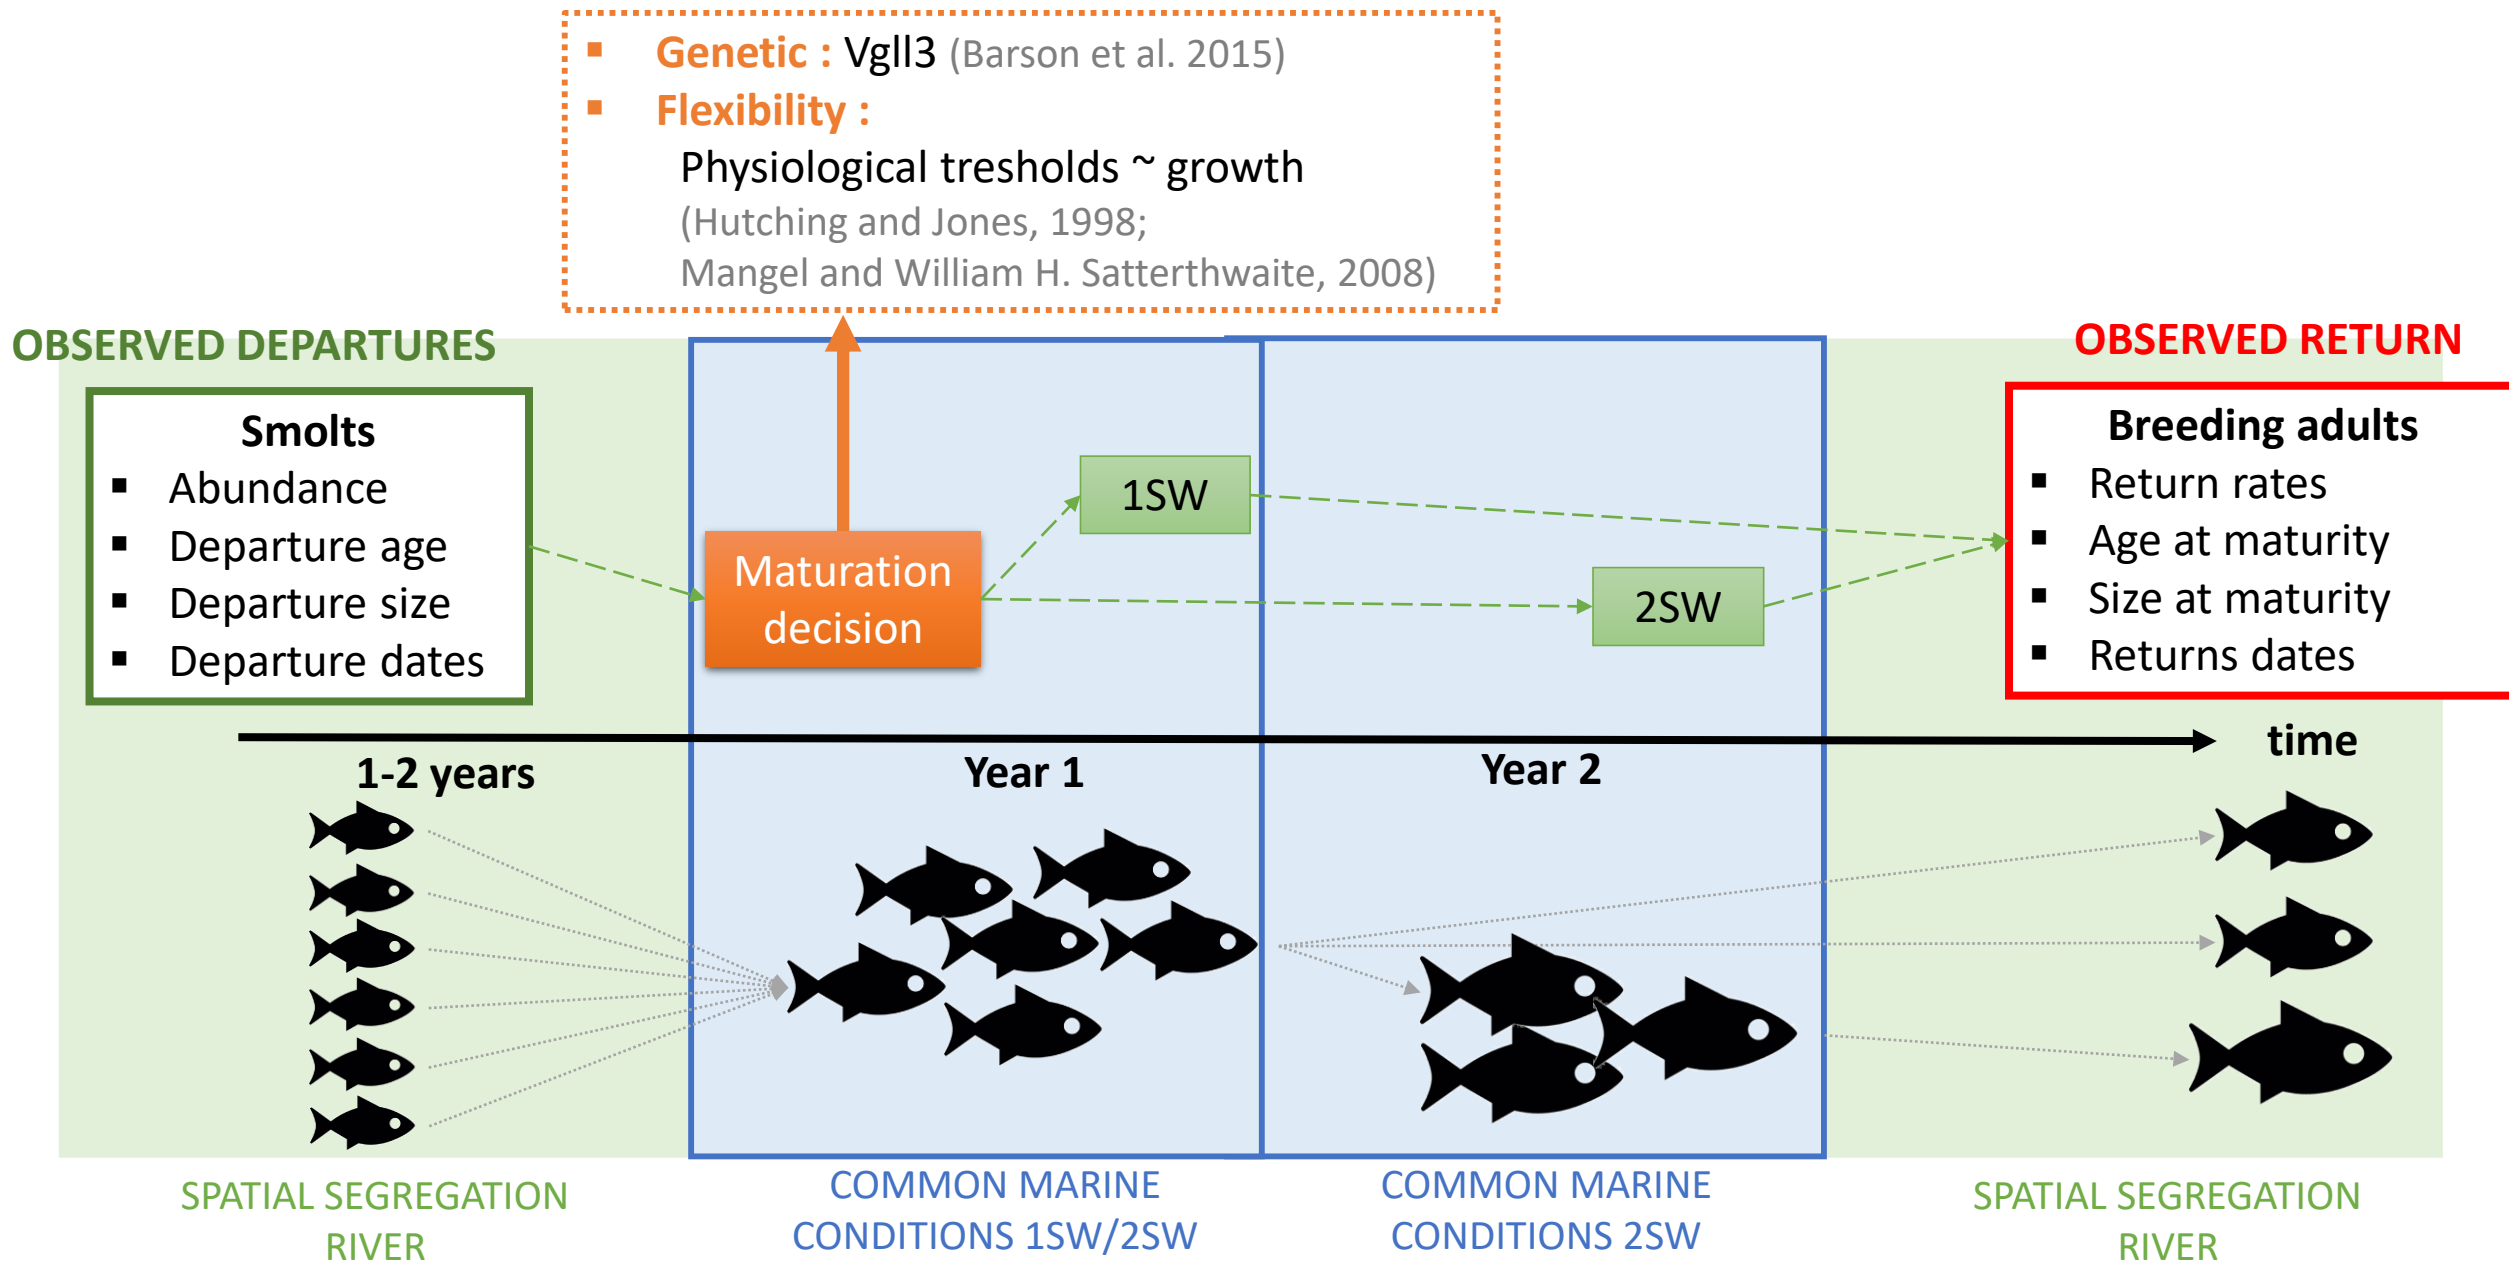 ▪ Genetic : Vgll3 (Barson et al. 2015)
▪ Flexibility :
Physiological tresholds ~ growth
(Hutching and Jones, 1998;
Mangel and William H. Satterthwaite, 2008)
OBSERVED DEPARTURES
Smolts
▪ Abundance
▪ Departure age
▪ Departure size
▪ Departure dates
Maturation
decision
1SW
2SW
OBSERVED RETURN
Breeding adults
▪ Return rates
▪ Age at maturity
▪ Size at maturity
▪ Returns dates
time
1-2 years
Year 1
Year 2
SPATIAL SEGREGATION
RIVER
COMMON MARINE
CONDITIONS 1SW/2SW
COMMON MARINE
CONDITIONS 2SW
SPATIAL SEGREGATION
RIVER